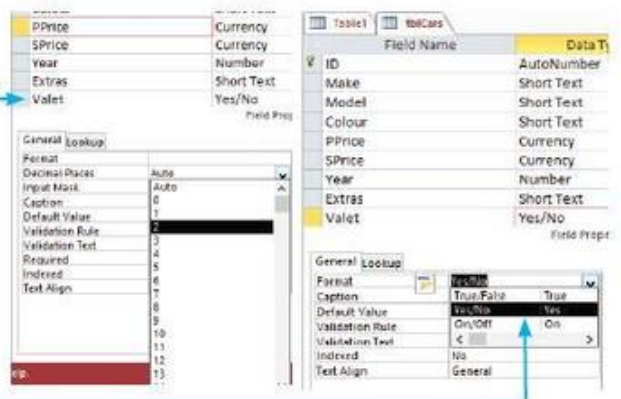 PPrice Currency
SPrice Currency
Year Number
Extras Short Text
Valet Yes/No
Field Prop
General Lookup
Format
Decimal Places Auto
Input Mask Auto
Caption 0
Default Value 1
Validation Rule 2
Validation Text 3
Required 4
Indexed 5
Text Align 6
7
8
9
10
11
12
13
elp.
Table1 tblCars
Field Name Data Ty
ID AutoNumber
Make Short Text
Model Short Text
Colour Short Text
PPrice Currency
SPrice Currency
Year Number
Extras Short Text
Valet Yes/No
Field Prope
General Lookup
Format Yes/No
Caption True/False True
Default Value Yes/No Yes
Validation Rule On/Off On
Validation Text
Indexed No
Text Align General